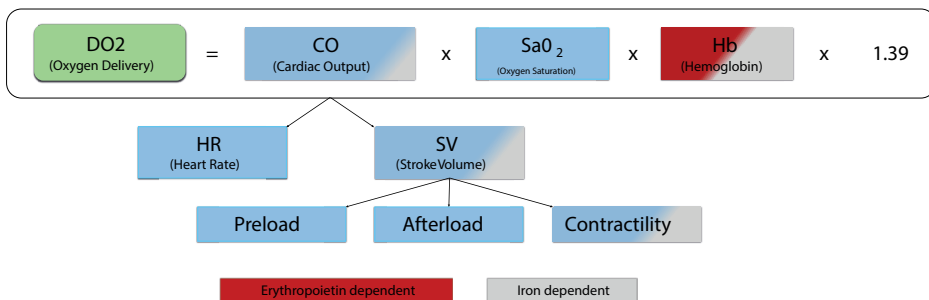 DO2 = CO x Sa0 2 x Hb x 1.39
(Oxygen Delivery) (Cardiac Output) (Oxygen Saturation) (Hemoglobin)
HR SV
(Heart Rate) (StrokeVolume)
Preload Afterload Contractility
Erythropoietin dependent Iron dependent